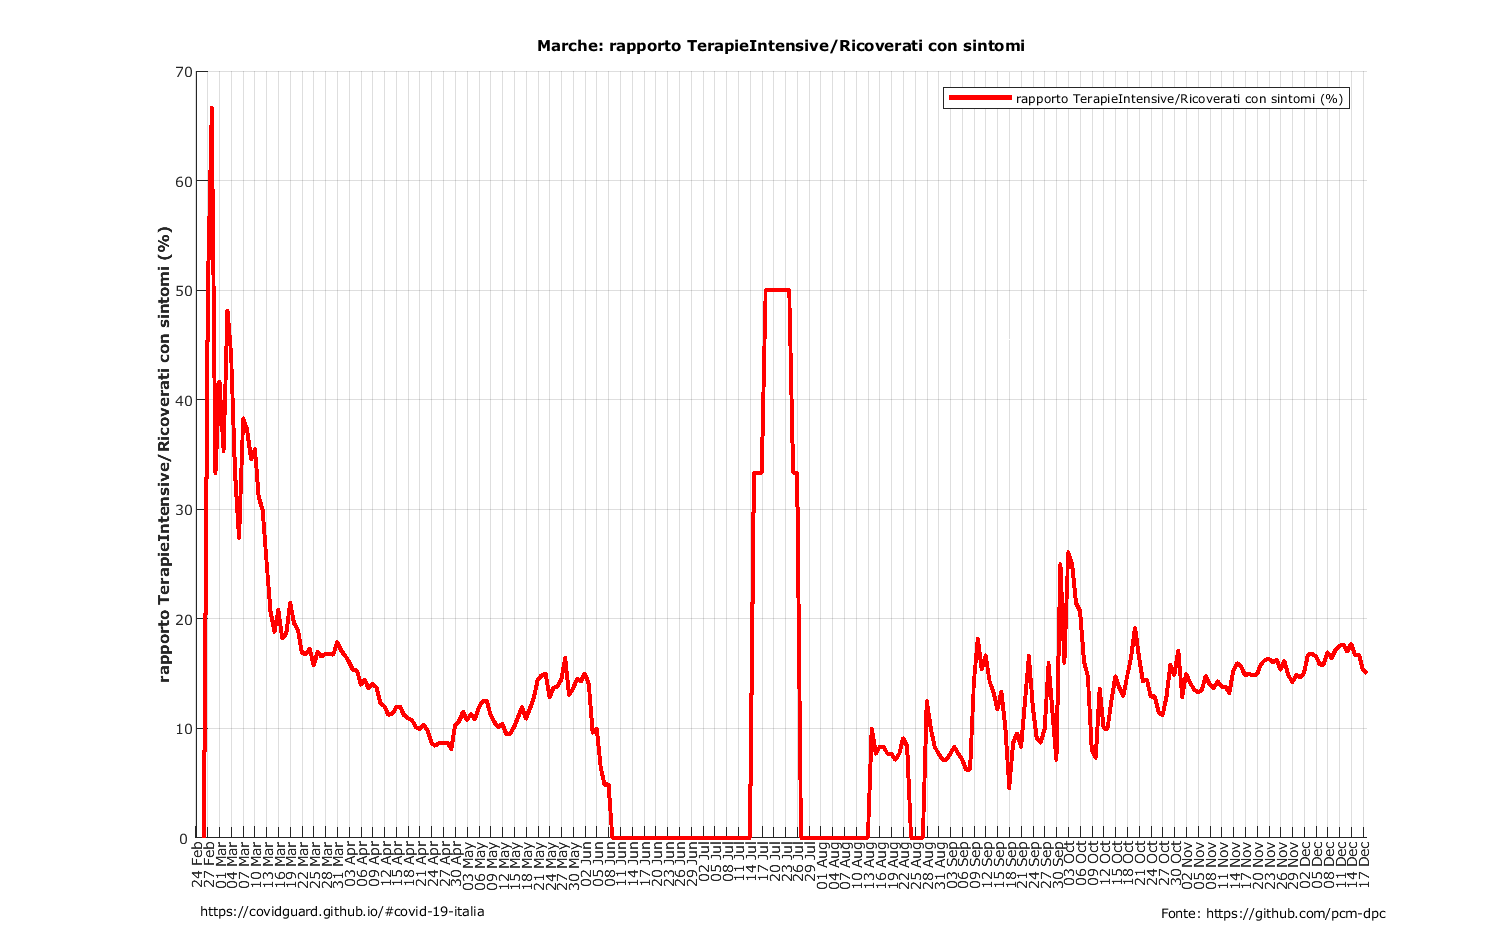 Marche: rapporto TerapieIntensive/Ricoverati con sintomi
rapporto TerapieIntensive/Ricoverati con sintomi (%)
rapporto TerapieIntensive/Ricoverati con sintomi (%)
70
60
50
40
30
20
10
0
24 Feb
27 Feb
01 Mar
04 Mar
07 Mar
10 Mar
13 Mar
16 Mar
19 Mar
22 Mar
25 Mar
28 Mar
31 Mar
03 Apr
06 Apr
09 Apr
12 Apr
15 Apr
18 Apr
21 Apr
24 Apr
27 Apr
30 Apr
03 May
06 May
09 May
12 May
15 May
18 May
21 May
24 May
27 May
30 May
02 Jun
05 Jun
08 Jun
11 Jun
14 Jun
17 Jun
20 Jun
23 Jun
26 Jun
29 Jun
02 Jul
05 Jul
08 Jul
11 Jul
14 Jul
17 Jul
20 Jul
23 Jul
26 Jul
29 Jul
01 Aug
04 Aug
07 Aug
10 Aug
13 Aug
16 Aug
19 Aug
22 Aug
25 Aug
28 Aug
31 Aug
03 Sep
06 Sep
09 Sep
12 Sep
15 Sep
18 Sep
21 Sep
24 Sep
27 Sep
30 Sep
03 Oct
06 Oct
09 Oct
12 Oct
15 Oct
18 Oct
21 Oct
24 Oct
27 Oct
30 Oct
02 Nov
05 Nov
08 Nov
11 Nov
14 Nov
17 Nov
20 Nov
23 Nov
26 Nov
29 Nov
02 Dec
05 Dec
08 Dec
11 Dec
14 Dec
17 Dec
https://covidguard.github.io/#covid-19-italia
Fonte: https://github.com/pcm-dpc